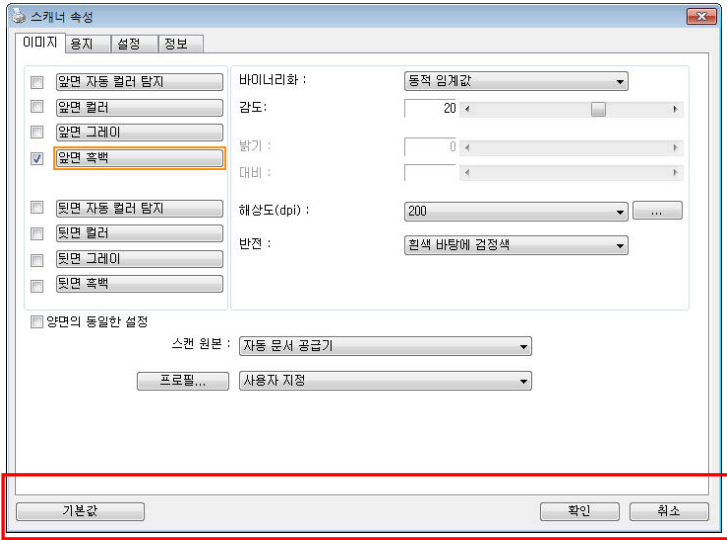 스캐너 속성
이미지 용지 설정 정보
앞면 자동 컬러 탐지
앞면 컬러
앞면 그레이
앞면 흑백
뒷면 자동 컬러 탐지
뒷면 컬러
뒷면 그레이
뒷면 흑백
바이너리화 : 동적 임계값
감도: 20
밝기 : 0
대비 :
해상도(dpi) : 200 ...
반전 : 흰색 바탕에 검정색
양면의 동일한 설정
스캔 원본 : 자동 문서 공급기
프로필... 사용자 지정
기본값 확인 취소